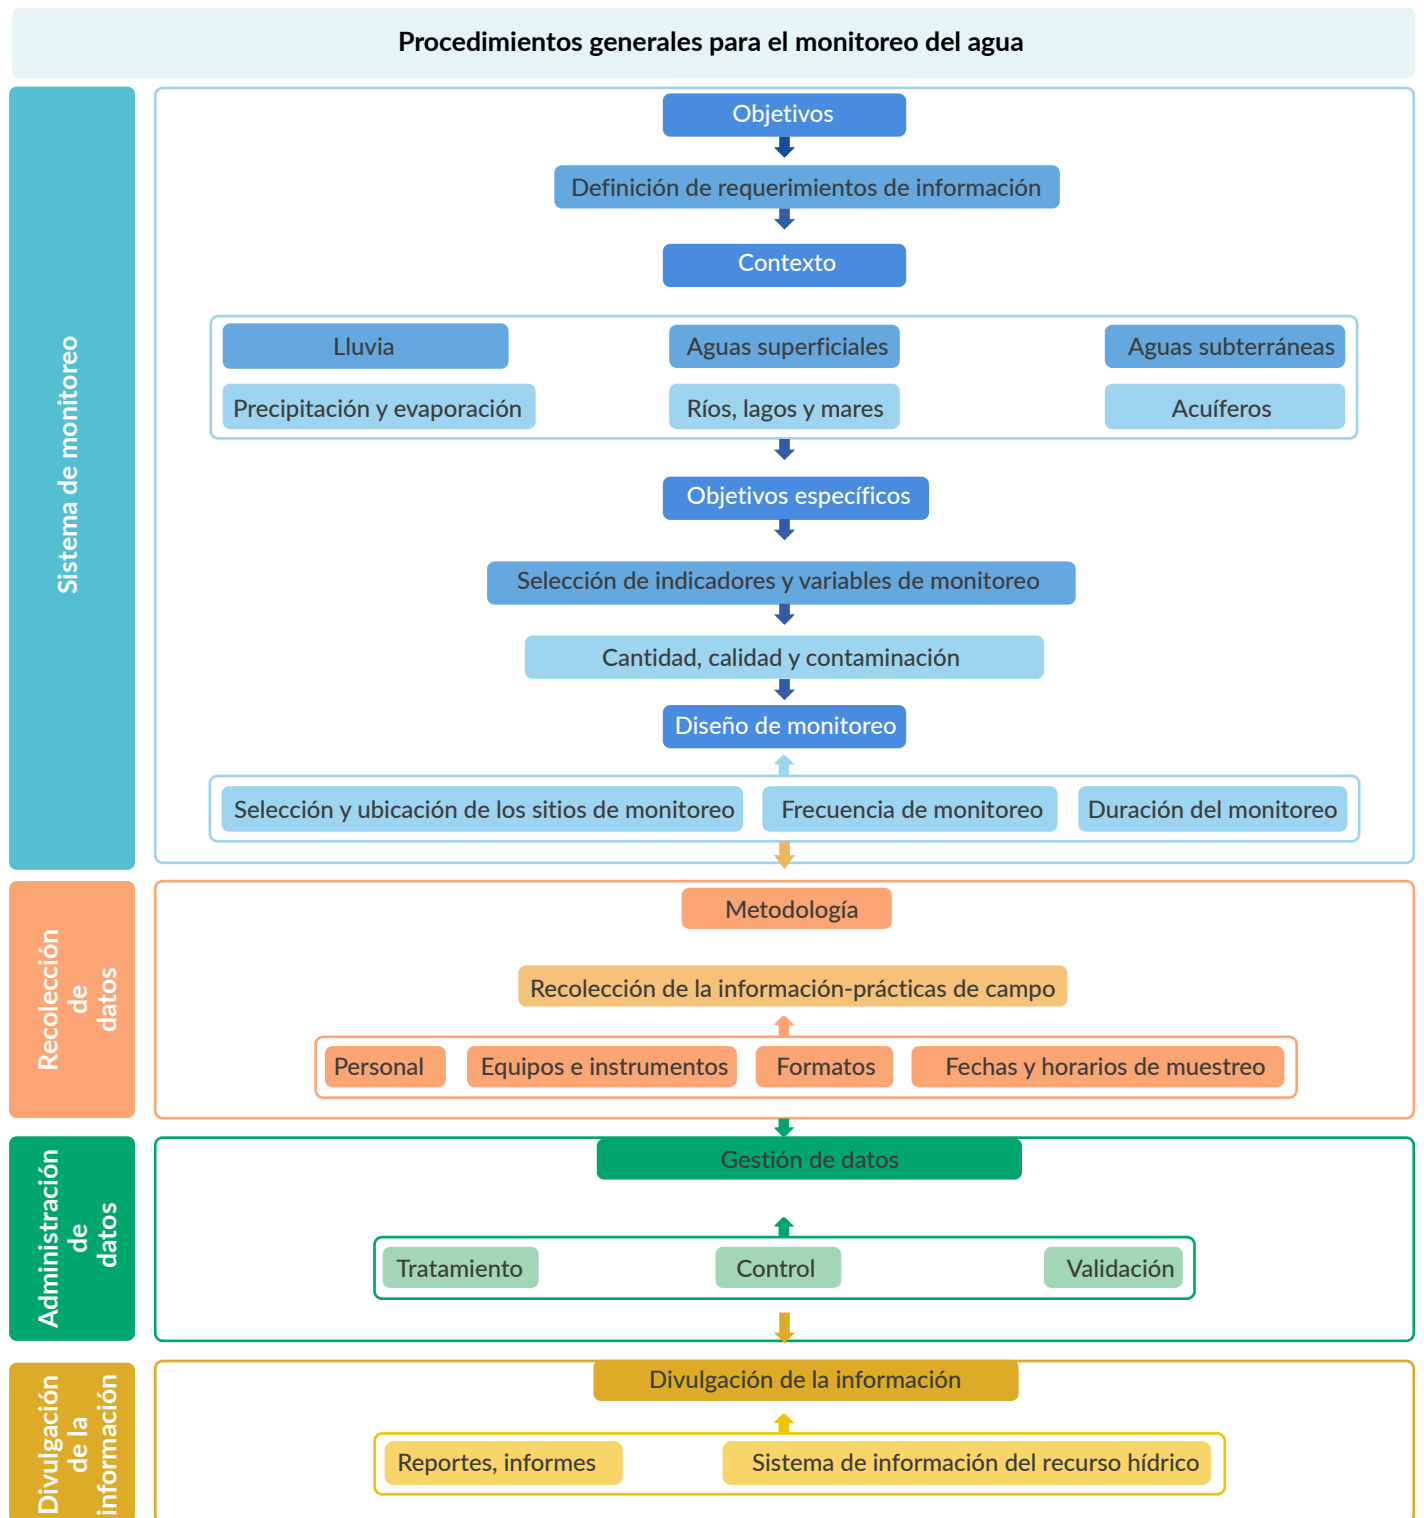 Procedimientos generales para el monitoreo del agua
Sistema de monitoreo
Objetivos
Definición de requerimientos de información
Contexto
Lluvia
Aguas superficiales
Aguas subterráneas
Precipitación y evaporación
Ríos, lagos y mares
Acuíferos
Objetivos específicos
Selección de indicadores y variables de monitoreo
Cantidad, calidad y contaminación
Diseño de monitoreo
Selección y ubicación de los sitios de monitoreo
Frecuencia de monitoreo
Duración del monitoreo
Recolección
de
datos
Metodología
Recolección de la información-prácticas de campo
Personal
Equipos e instrumentos
Formatos
Fechas y horarios de muestreo
Administración
de
datos
Gestión de datos
Tratamiento
Control
Validación
Divulgación
de la
información
Divulgación de la información
Reportes, informes
Sistema de información del recurso hídrico